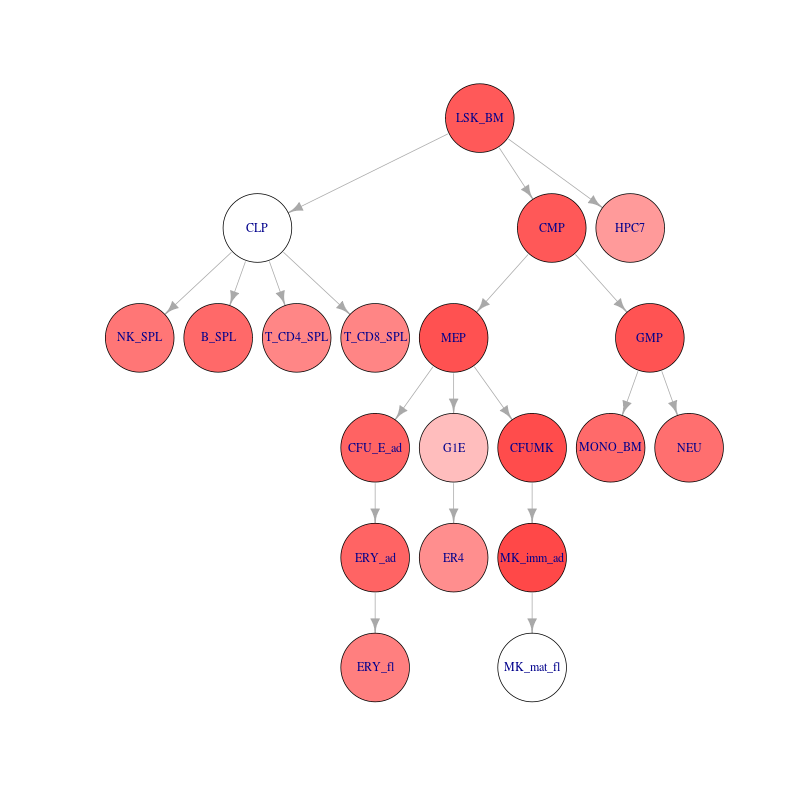 LSK_BM
CLP
CMP
HPC7
NK_SPL
B_SPL
T_CD4_SPL
T_CD8_SPL
MEP
GMP
CFU_E_ad
G1E
CFUMK
MONO_BM
NEU
ERY_ad
ER4
MK_imm_ad
ERY_fl
MK_mat_fl